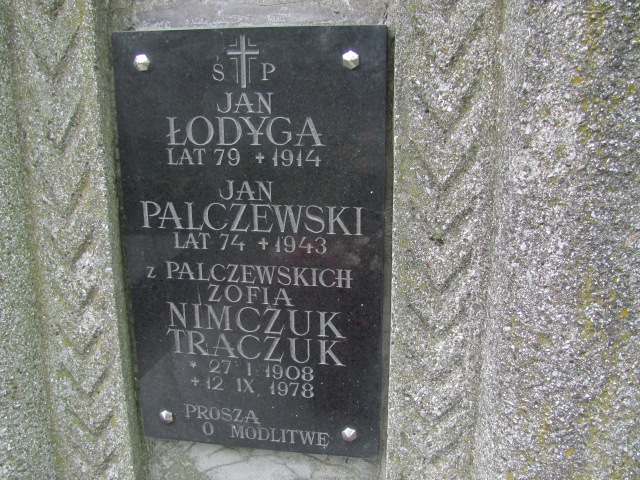 Ś P
JAN
ŁODYGA
LAT 79 + 1914
JAN
PALCZEWSKI
LAT 74 + 1943
z PALCZEWSKICH
ZOFIA
NIMCZUK
TRACZUK
* 27 I 1908
+ 12 IX 1978
PROSZĄ
O MODLITWĘ